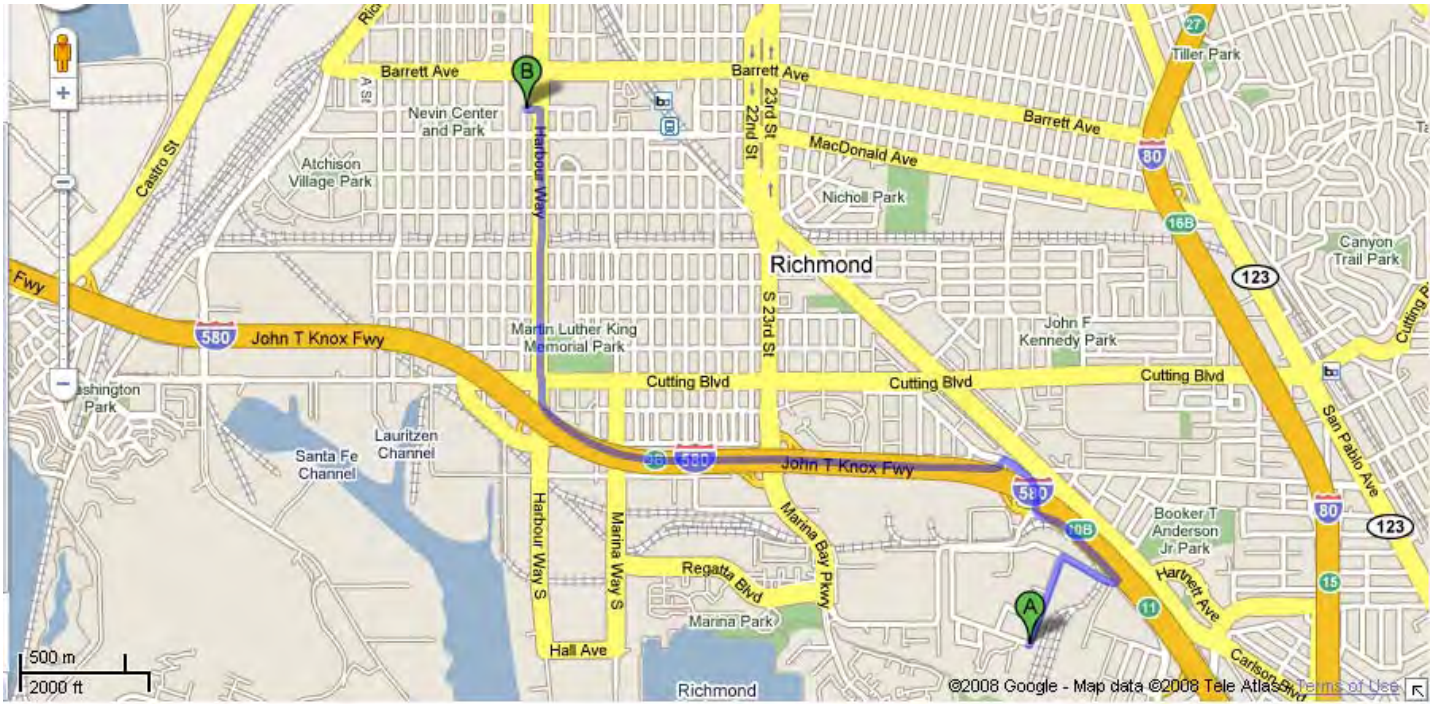 27
Tiller Park
B
Barrett Ave
Barrett Ave
A St
Nevin Center
and Park
22nd St
23rd St
Barrett Ave
MacDonald Ave
80
Castro St
Atchison
Village Park
Harbour Way
Nicholl Park
16B
Canyon
Trail Park
Richmond
123
Fwy
580
John T Knox Fwy
Martin Luther King
Memorial Park
S 23rd St
John F
Kennedy Park
Cutting Blvd
Cutting Blvd
Cutting Blvd
ashington
Park
Lauritzen
Channel
Santa Fe
Channel
San Pablo Ave
580
John T Knox Fwy
580
10B
80
123
Harbour Way S
Marina Way S
Marina Bay Pkwy
Booker T
Anderson
Jr Park
Regatta Blvd
Hartnett Ave
15
A
11
Marina Park
Hall Ave
Carlson Blvd
500 m
2000 ft
Richmond
©2008 Google - Map data ©2008 Tele Atlas - Terms of Use